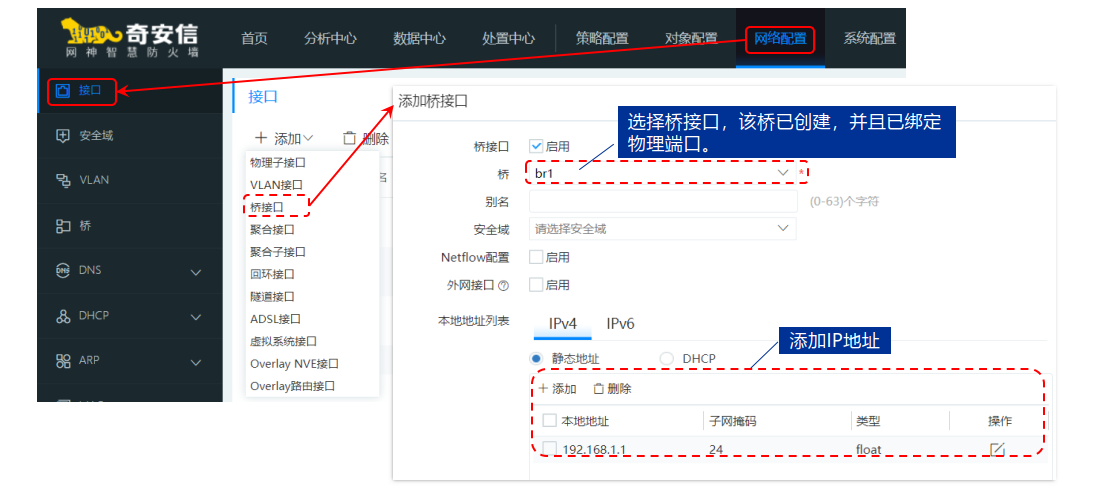 奇安信
网神智慧防火墙
首页 分析中心 数据中心 处置中心 策略配置 对象配置 网络配置 系统配置
接口
安全域
VLAN
桥
DNS
DHCP
ARP
接口
添加 删除
物理子接口
VLAN接口
桥接口
聚合接口
聚合子接口
回环接口
隧道接口
ADSL接口
虚拟系统接口
Overlay NVE接口
Overlay路由接口
添加桥接口
选择桥接口，该桥已创建，并且已绑定
物理端口。
桥接口 启用
桥 br1 *
别名 (0-63)个字符
安全域 请选择安全域
Netflow配置 启用
外网接口 启用
本地地址列表 IPv4 IPv6
添加IP地址
静态地址 DHCP
添加 删除
本地地址 子网掩码 类型 操作
192.168.1.1 24 float